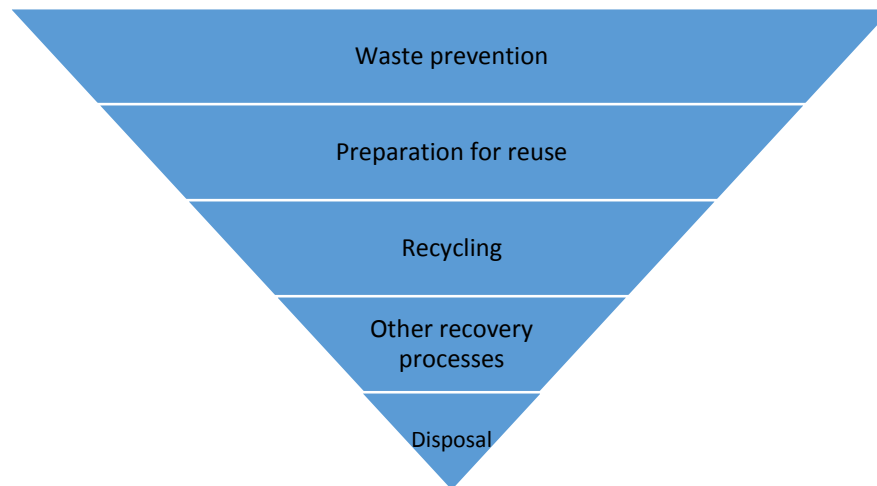 Waste prevention
Preparation for reuse
Recycling
Other recovery
processes
Disposal